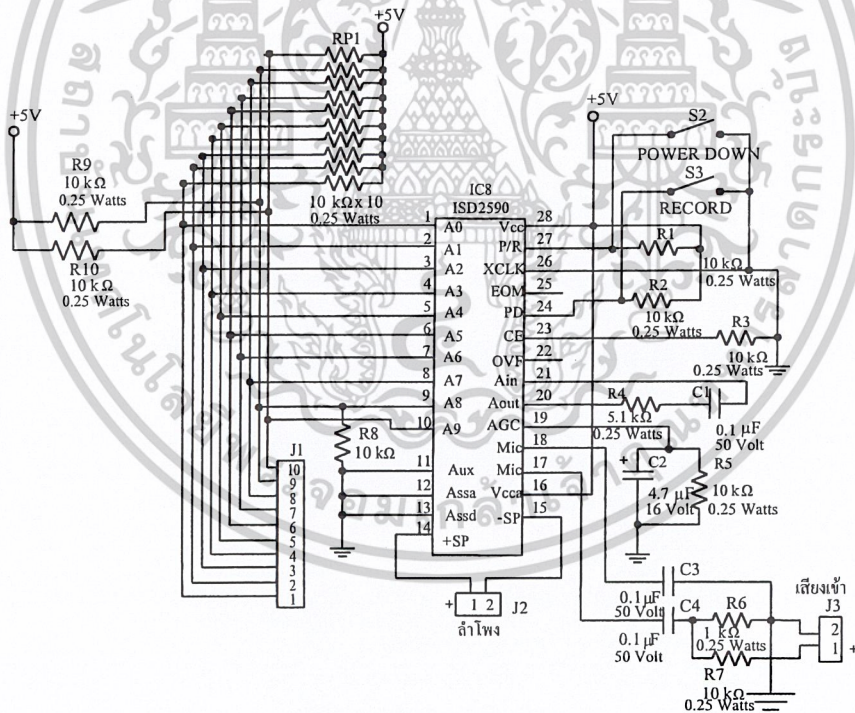 +5V
RP1
+5V
R9
10 kΩ
0.25 Watts
R10
10 kΩ
0.25 Watts
10 kΩ x 10
0.25 Watts
IC8
ISD2590
+5V
S2
POWER DOWN
S3
RECORD
1 A0
2 A1
3 A2
4 A3
5 A4
6 A5
7 A6
8 A7
9 A8
10 A9
11 Aux
12 Assa
13 Assd
14 +SP
28 Vcc
27 P/R
26 XCLK
25 EOM
24 PD
23 CE
22 OVF
21 Ain
20 Aout
19 AGC
18 Mic
17 Mic
16 Vcca
15 -SP
R1
10 kΩ
0.25 Watts
R2
10 kΩ
0.25 Watts
R3
10 kΩ
0.25 Watts
R4
5.1 kΩ
0.25 Watts
C1
0.1 µF
50 Volt
+ C2
4.7 µF
16 Volt
R5
10 kΩ
0.25 Watts
R8
10 kΩ
J1
10
9
8
7
6
5
4
3
2
1
+ 1 2 J2
ลำโพง
C3
0.1 µF
50 Volt
C4
0.1 µF
50 Volt
R6
1 kΩ
0.25 Watts
R7
10 kΩ
0.25 Watts
เสียงเข้า
J3
2
1 +